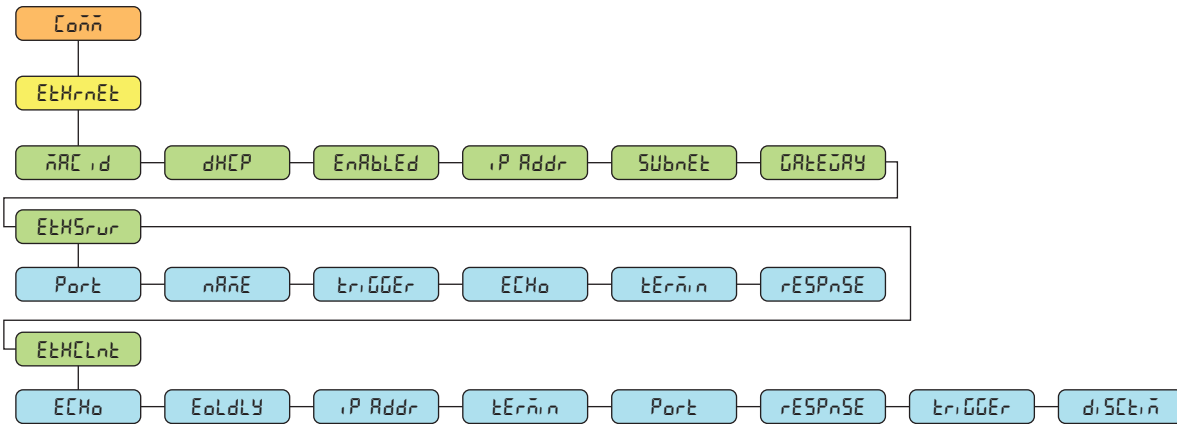 Comm
EtHrnEt
mAC id
dHCP
EnAbLEd
iP Addr
SUbnEt
GAtEWAY
EtHSrvr
Port
nAmE
triGGEr
ECHo
tErmin
rESPnSE
EtHCLnt
ECHo
EoLdLY
iP Addr
tErmin
Port
rESPnSE
triGGEr
diSCtim